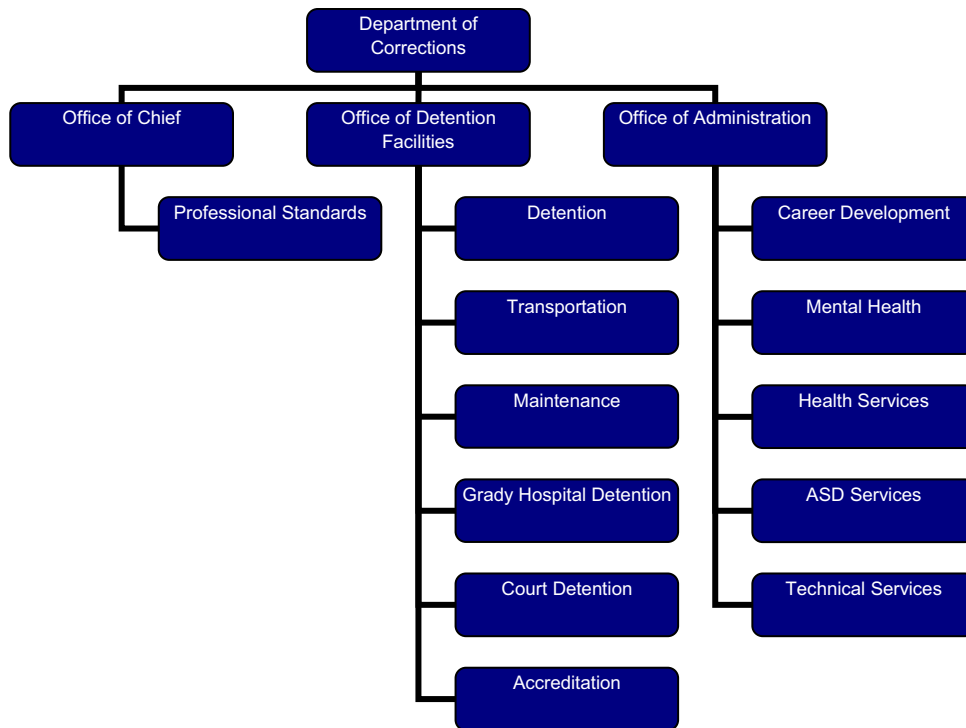 Department of
Corrections
Office of Chief
Office of Detention
Facilities
Office of Administration
Professional Standards
Detention
Career Development
Transportation
Mental Health
Maintenance
Health Services
Grady Hospital Detention
ASD Services
Court Detention
Technical Services
Accreditation